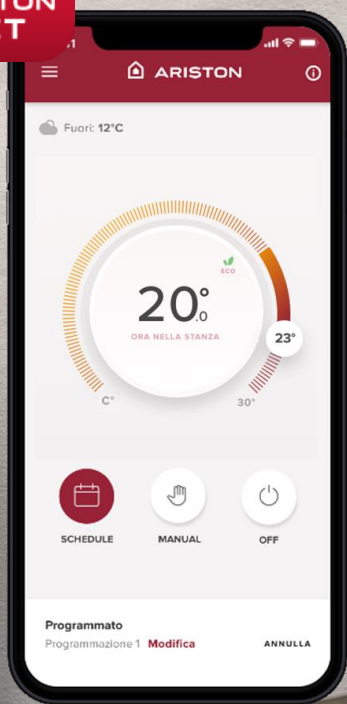 ARISTON
Fuori: 12°C
ECO
20.0°
ORA NELLA STANZA
23°
C°
30°
SCHEDULE
MANUAL
OFF
Programmato
Programmazione 1 Modifica
ANNULLA